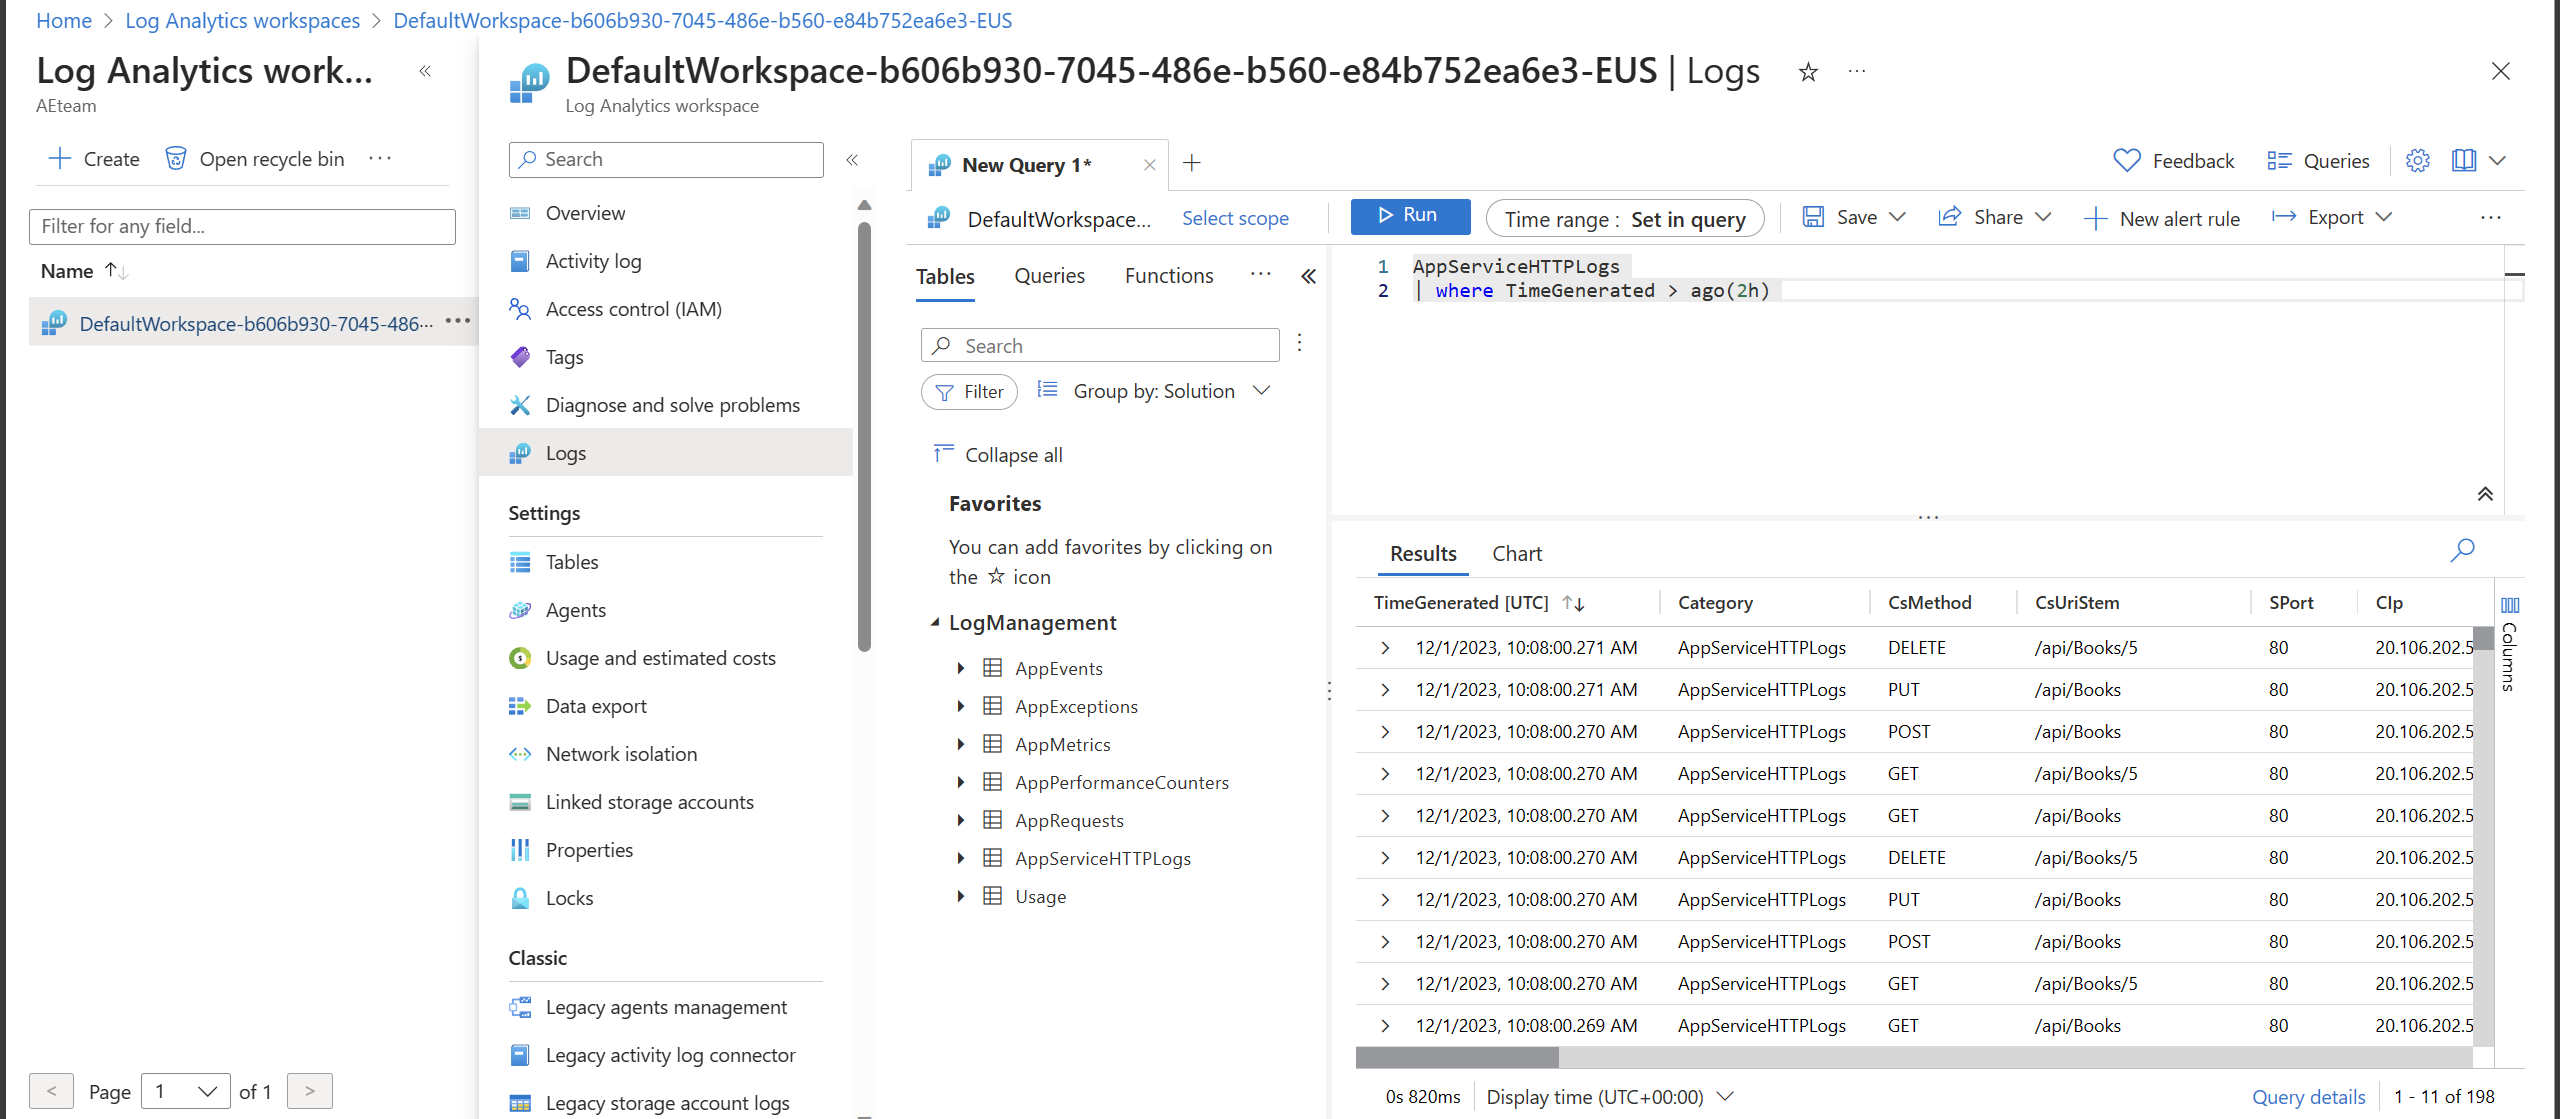 Home > Log Analytics workspaces > DefaultWorkspace-b606b930-7045-486e-b560-e84b752ea6e3-EUS
Log Analytics work...
AEteam
Create
Open recycle bin
Filter for any field...
Name
DefaultWorkspace-b606b930-7045-486...
< Page 1 of 1 >
DefaultWorkspace-b606b930-7045-486e-b560-e84b752ea6e3-EUS | Logs
Log Analytics workspace
Search
Overview
Activity log
Access control (IAM)
Tags
Diagnose and solve problems
Logs
Settings
Tables
Agents
Usage and estimated costs
Data export
Network isolation
Linked storage accounts
Properties
Locks
Classic
Legacy agents management
Legacy activity log connector
Legacy storage account logs
New Query 1*
Feedback
Queries
DefaultWorkspace...
Select scope
Run
Time range : Set in query
Save
Share
New alert rule
Export
Tables Queries Functions
Search
Filter
Group by: Solution
Collapse all
Favorites
You can add favorites by clicking on
the ☆ icon
LogManagement
AppEvents
AppExceptions
AppMetrics
AppPerformanceCounters
AppRequests
AppServiceHTTPLogs
Usage
1 AppServiceHTTPLogs
2 | where TimeGenerated > ago(2h)
Results Chart
TimeGenerated [UTC] Category CsMethod CsUriStem SPort CIp
12/1/2023, 10:08:00.271 AM AppServiceHTTPLogs DELETE /api/Books/5 80 20.106.202.5
12/1/2023, 10:08:00.271 AM AppServiceHTTPLogs PUT /api/Books 80 20.106.202.5
12/1/2023, 10:08:00.270 AM AppServiceHTTPLogs POST /api/Books 80 20.106.202.5
12/1/2023, 10:08:00.270 AM AppServiceHTTPLogs GET /api/Books/5 80 20.106.202.5
12/1/2023, 10:08:00.270 AM AppServiceHTTPLogs GET /api/Books 80 20.106.202.5
12/1/2023, 10:08:00.270 AM AppServiceHTTPLogs DELETE /api/Books/5 80 20.106.202.5
12/1/2023, 10:08:00.270 AM AppServiceHTTPLogs PUT /api/Books 80 20.106.202.5
12/1/2023, 10:08:00.270 AM AppServiceHTTPLogs POST /api/Books 80 20.106.202.5
12/1/2023, 10:08:00.270 AM AppServiceHTTPLogs GET /api/Books/5 80 20.106.202.5
12/1/2023, 10:08:00.269 AM AppServiceHTTPLogs GET /api/Books 80 20.106.202.5
Columns
0s 820ms
Display time (UTC+00:00)
Query details
1 - 11 of 198